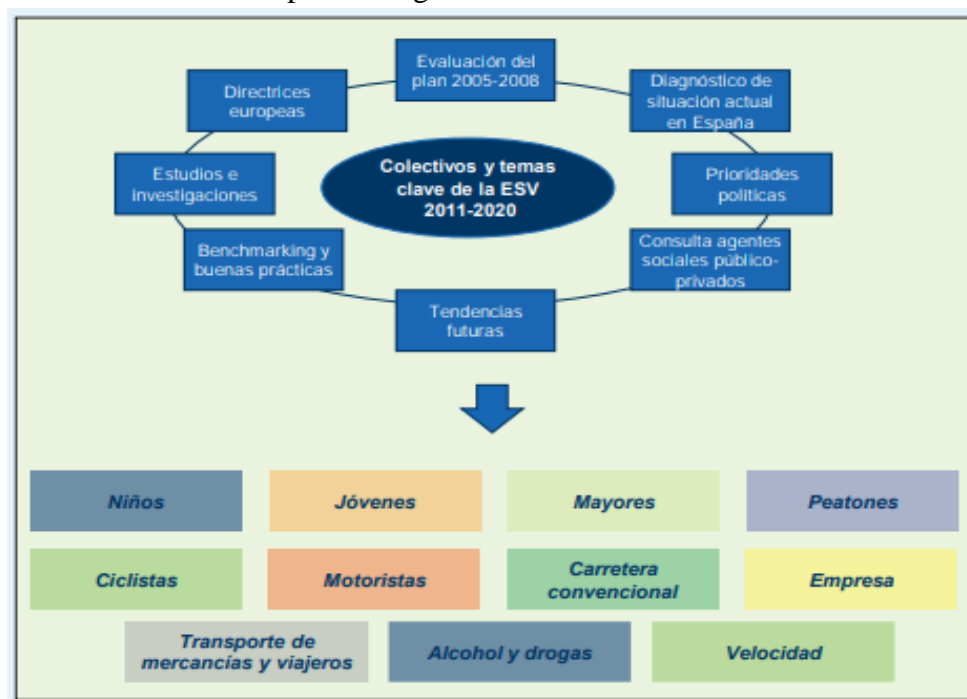 Evaluación del
plan 2005-2008
Directrices
europeas
Diagnóstico de
situación actual
en España
Estudios e
investigaciones
Colectivos y temas
clave de la ESV
2011-2020
Prioridades
políticas
Benchmarking y
buenas prácticas
Consulta agentes
sociales público-
privados
Tendencias
futuras
Niños
Jóvenes
Mayores
Peatones
Ciclistas
Motoristas
Carretera
convencional
Empresa
Transporte de
mercancías y viajeros
Alcohol y drogas
Velocidad